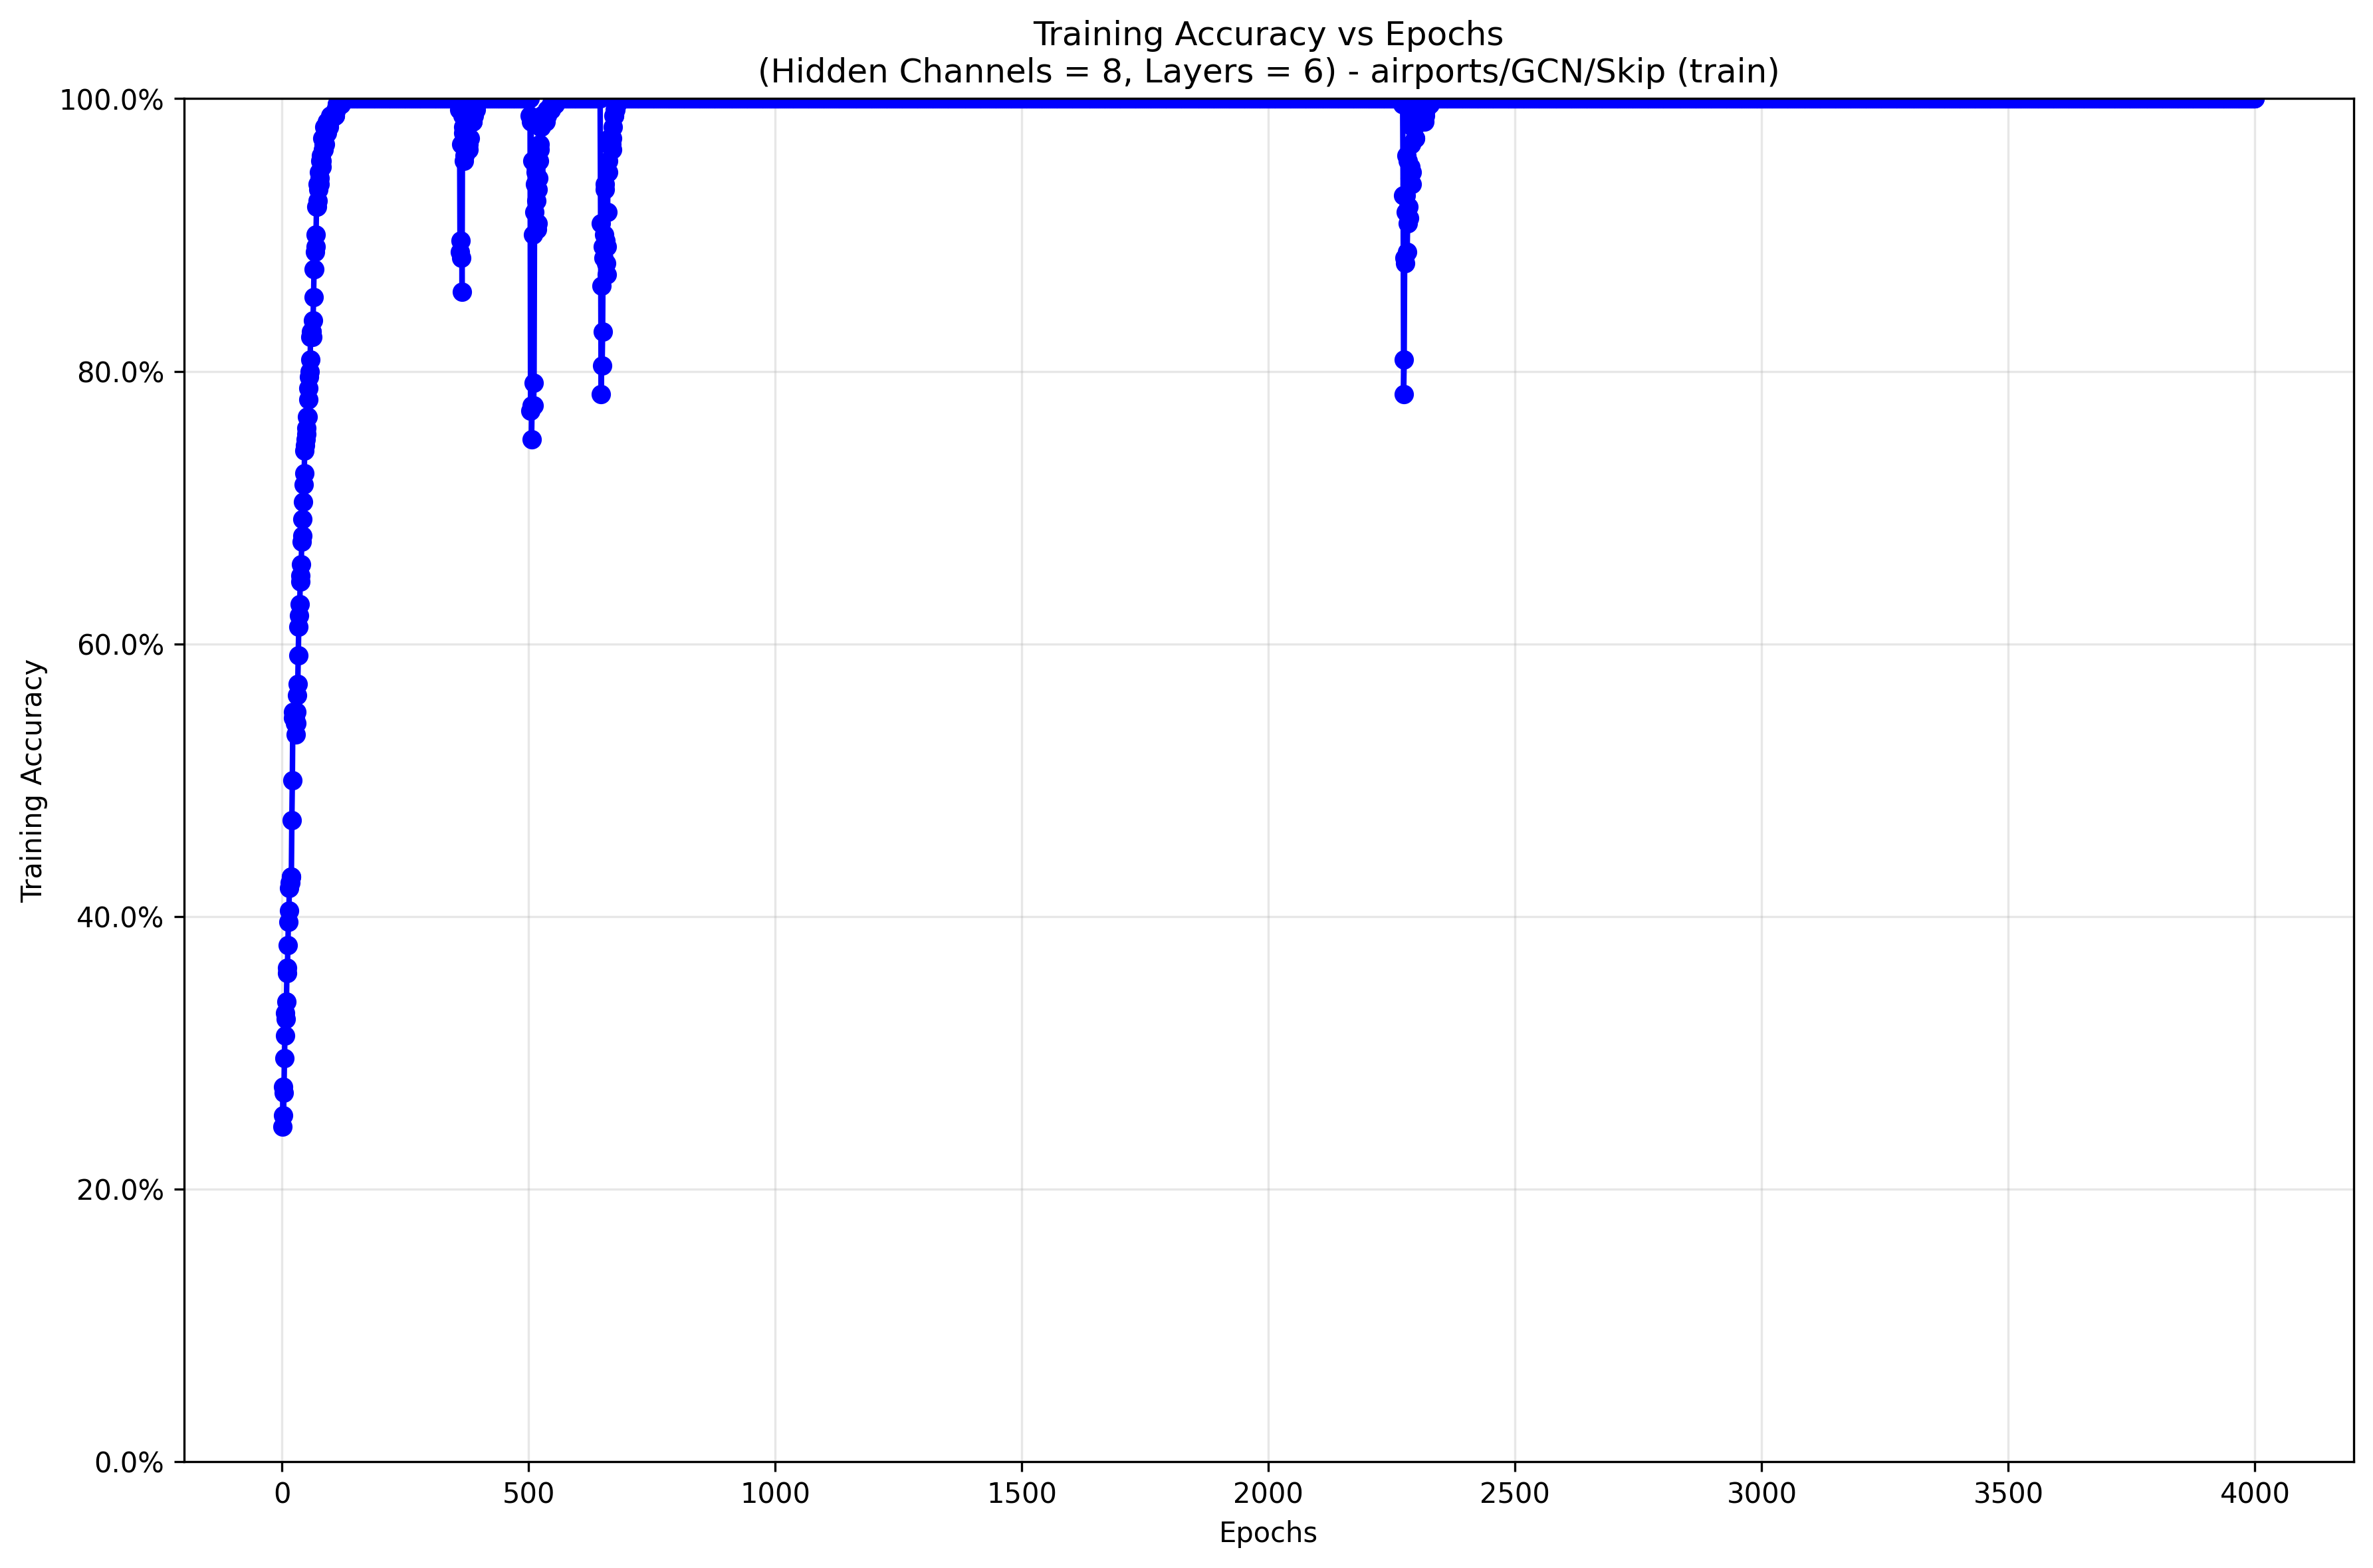 Training Accuracy vs Epochs
(Hidden Channels = 8, Layers = 6) - airports/GCN/Skip (train)
Training Accuracy
100.0%
80.0%
60.0%
40.0%
20.0%
0.0%
0 500 1000 1500 2000 2500 3000 3500 4000
Epochs